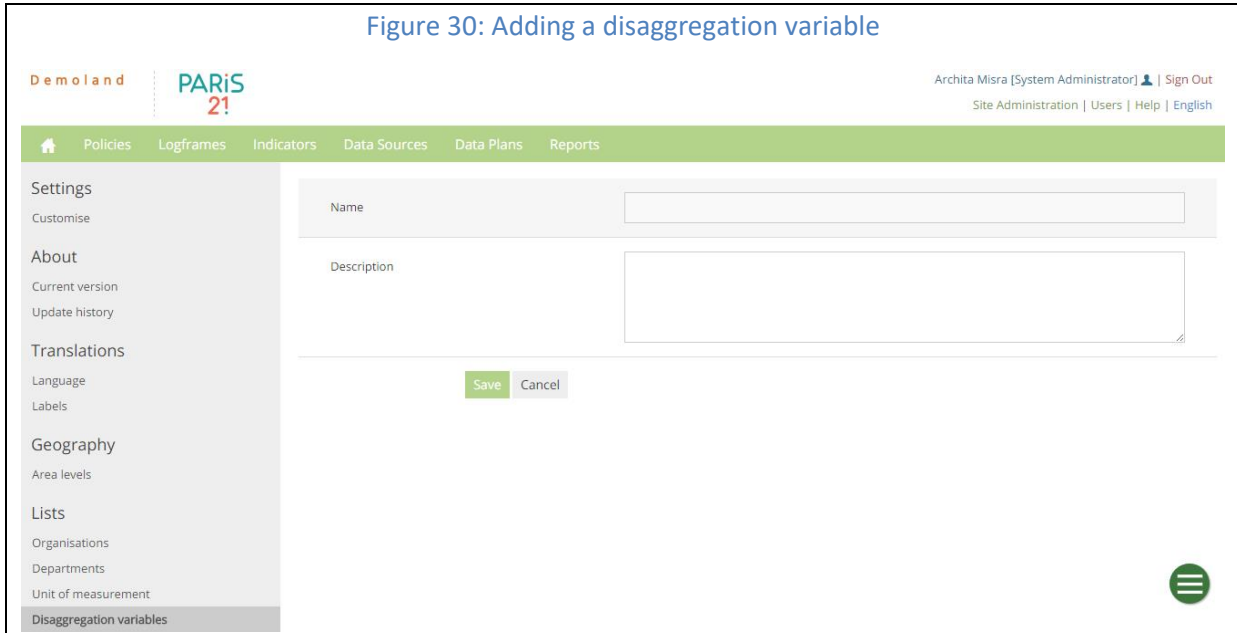 Figure 30: Adding a disaggregation variable
Demoland
PARiS
21
Archita Misra [System Administrator] | Sign Out
Site Administration | Users | Help | English
Policies Logframes Indicators Data Sources Data Plans Reports
Settings
Customise
About
Current version
Update history
Translations
Language
Labels
Geography
Area levels
Lists
Organisations
Departments
Unit of measurement
Disaggregation variables
Name
Description
Save Cancel